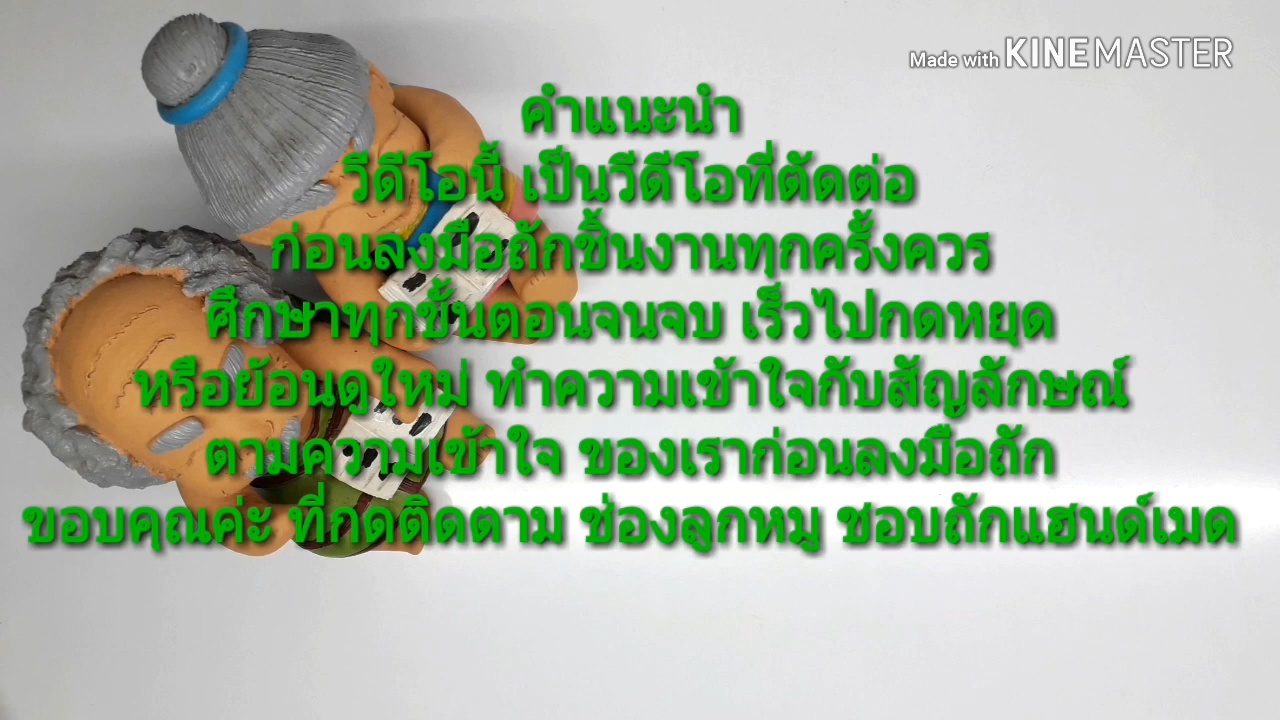 Made with KINEMASTER
คำแนะนำ
วีดีโอนี้ เป็นวีดีโอที่ตัดต่อ
ก่อนลงมือถักชิ้นงานทุกครั้งควร
ศึกษาทุกขั้นตอนจนจบ เร็วไปกดหยุด
หรือย้อนดูใหม่ ทำความเข้าใจกับสัญลักษณ์
ตามความเข้าใจ ของเราก่อนลงมือถัก
ขอบคุณค่ะ ที่กดติดตาม ช่องลูกหมู ชอบถักแฮนด์เมด